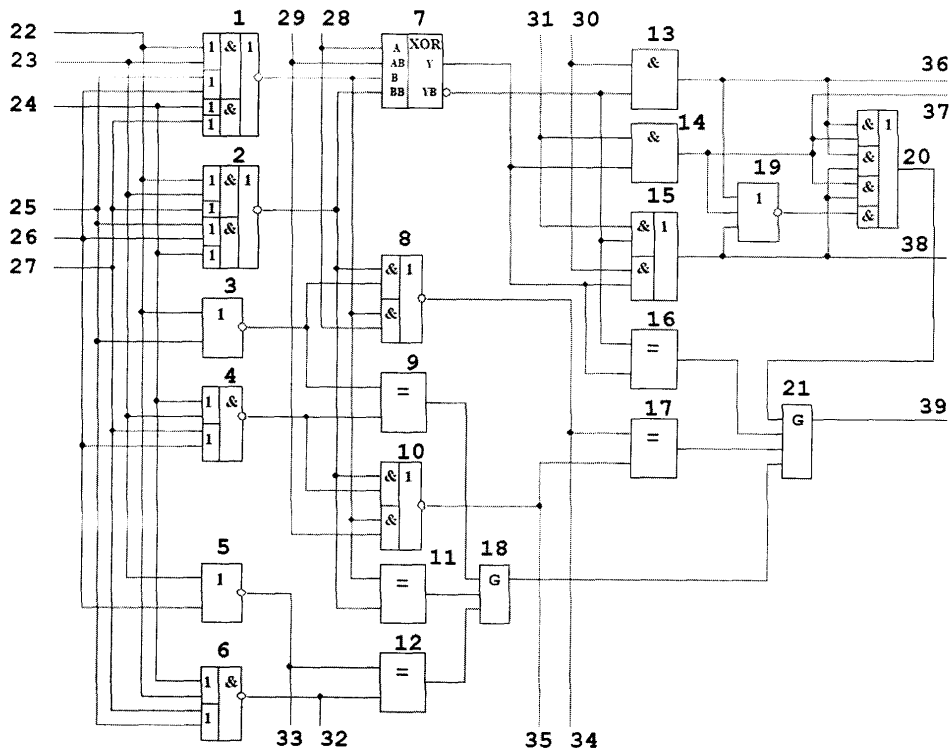 22 1 29 28 7 31 30 13
23 1 & 1 A XOR & 36
1 AB Y
B
24 1 & BB YB 37
1
2 & 14
1 & 1 & 1
20
25 1 & 19
1 & 15 1 &
26 & 1 &
27 1 8 & 38
& 1 & 1
3
1 & 16
=
9 21
4 = 17 G 39
1 & =
1
10
& 1
&
5 11 18
1 = G
12
6 =
1 &
1
1
33 32 35 34